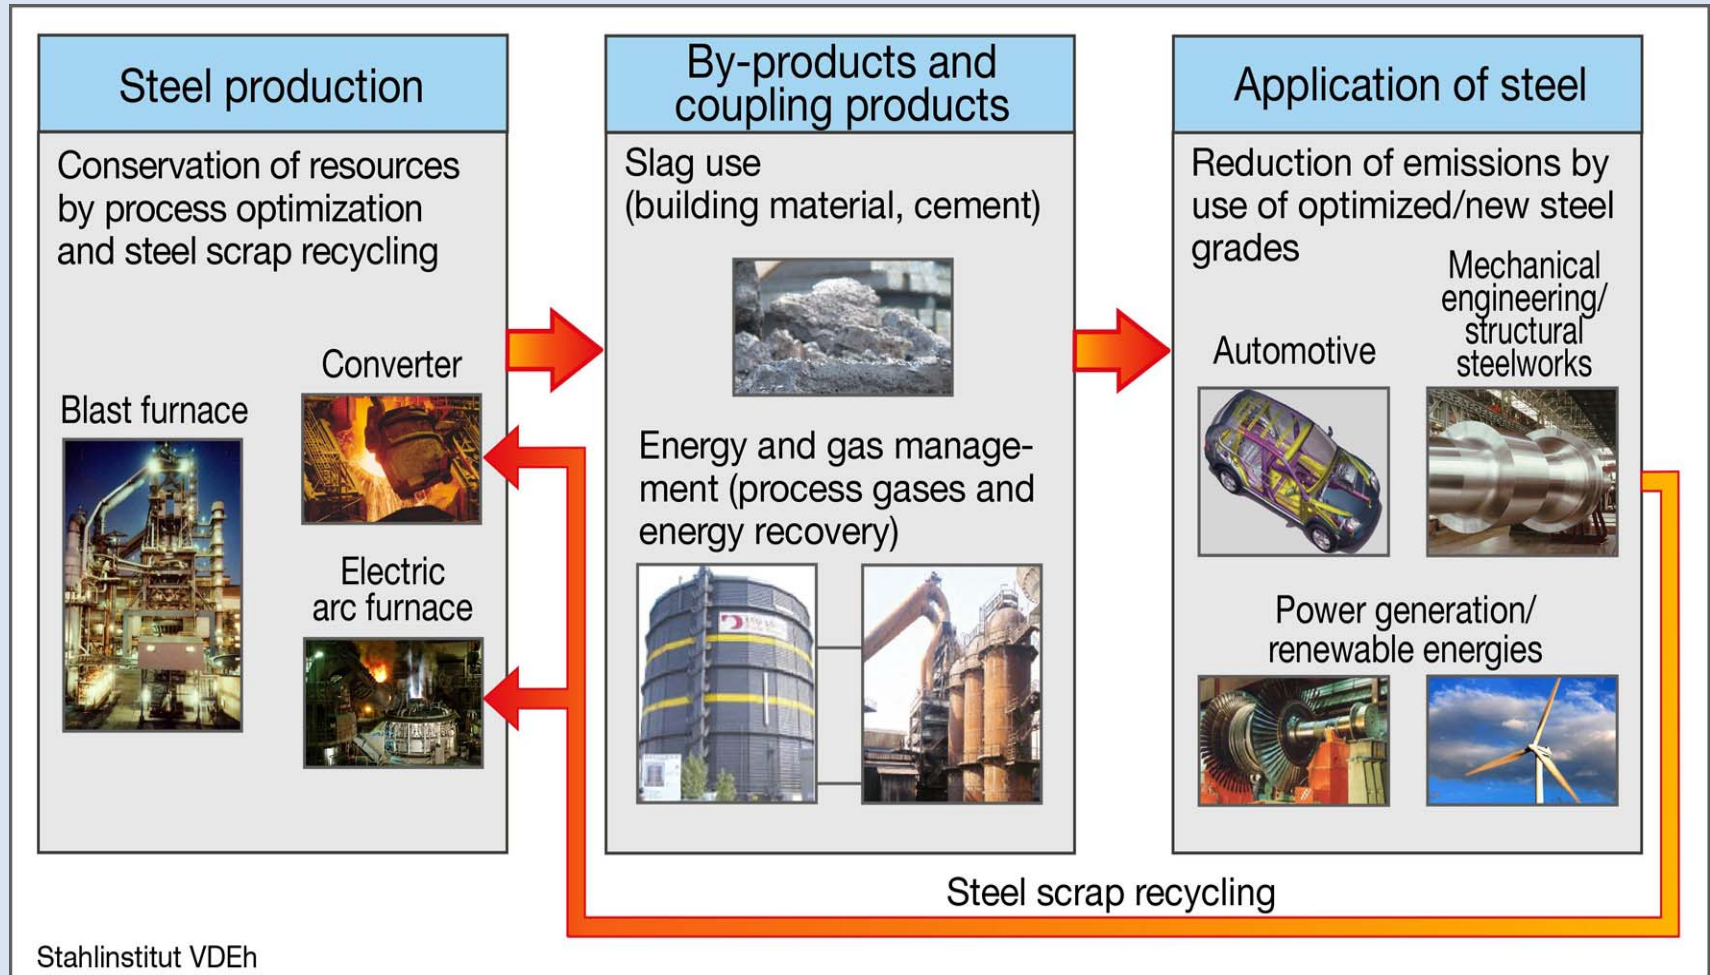 Steel production
Conservation of resources
by process optimization
and steel scrap recycling
Converter
Blast furnace
Electric
arc furnace
By-products and
coupling products
Slag use
(building material, cement)
Energy and gas manage-
ment (process gases and
energy recovery)
Application of steel
Reduction of emissions by
use of optimized/new steel
grades
Automotive
Mechanical
engineering/
structural
steelworks
Power generation/
renewable energies
Steel scrap recycling
Stahlinstitut VDEh